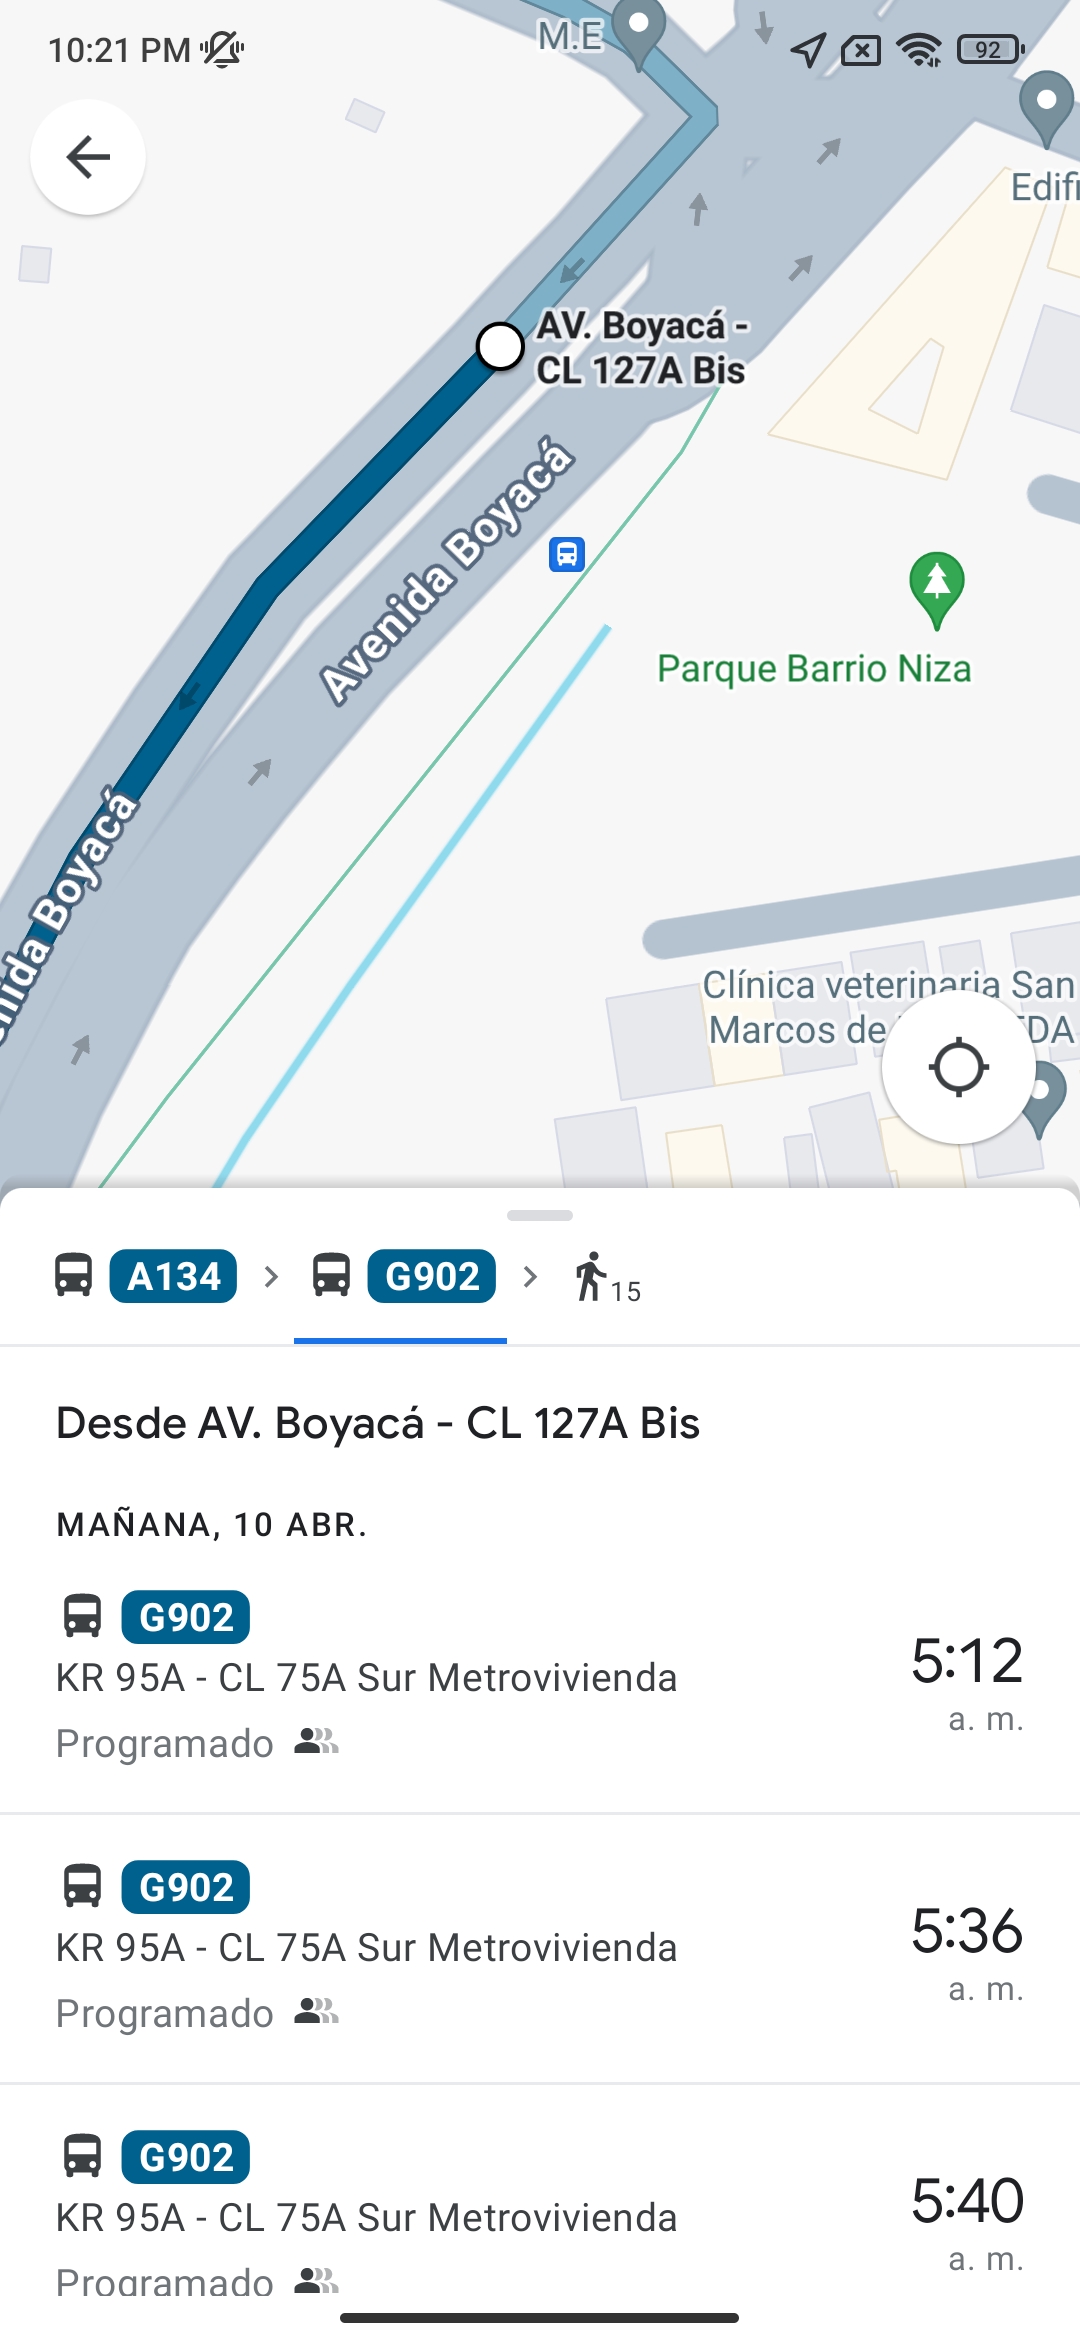 10:21 PM
92
M.E
Edifi
AV. Boyacá -
CL 127A Bis
Avenida Boyacá
Parque Barrio Niza
enida Boyacá
Clínica veterinaria San
Marcos de
DA
A134 > G902 > 15
Desde AV. Boyacá - CL 127A Bis
MAÑANA, 10 ABR.
G902
KR 95A - CL 75A Sur Metrovivienda
5:12
a. m.
Programado
G902
KR 95A - CL 75A Sur Metrovivienda
5:36
a. m.
Programado
G902
KR 95A - CL 75A Sur Metrovivienda
5:40
a. m.
Programado